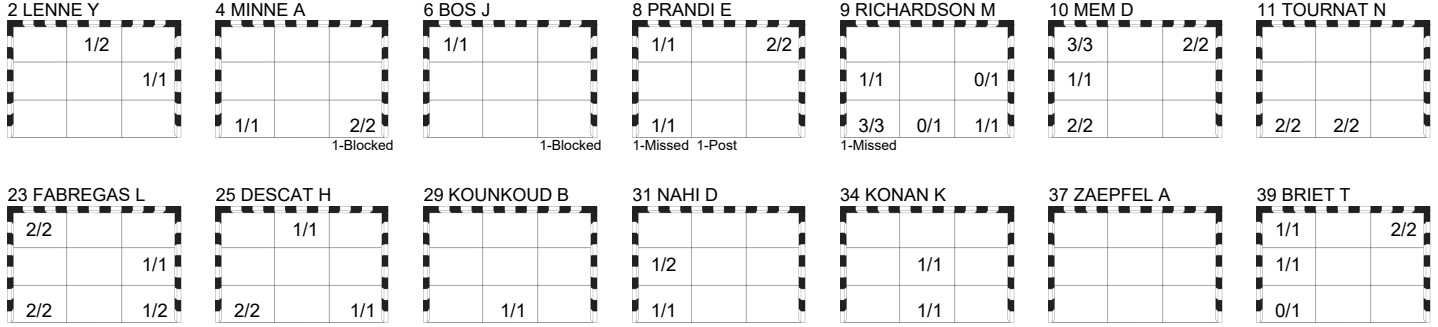 2 LENNE Y 4 MINNE A 6 BOS J 8 PRANDI E 9 RICHARDSON M 10 MEM D 11 TOURNAT N
1/2 1/1 1/1 2/2 3/3 2/2
1/1 1/1 0/1 1/1
1/1 2/2 1/1 3/3 0/1 1/1 2/2 2/2 2/2
1-Blocked 1-Blocked 1-Missed 1-Post 1-Missed
23 FABREGAS L 25 DESCAT H 29 KOUNKOUD B 31 NAHI D 34 KONAN K 37 ZAEPFEL A 39 BRIET T
2/2 1/1 1/1 2/2
1/1 1/2 1/1 1/1
2/2 1/2 2/2 1/1 1/1 1/1 1/1 0/1